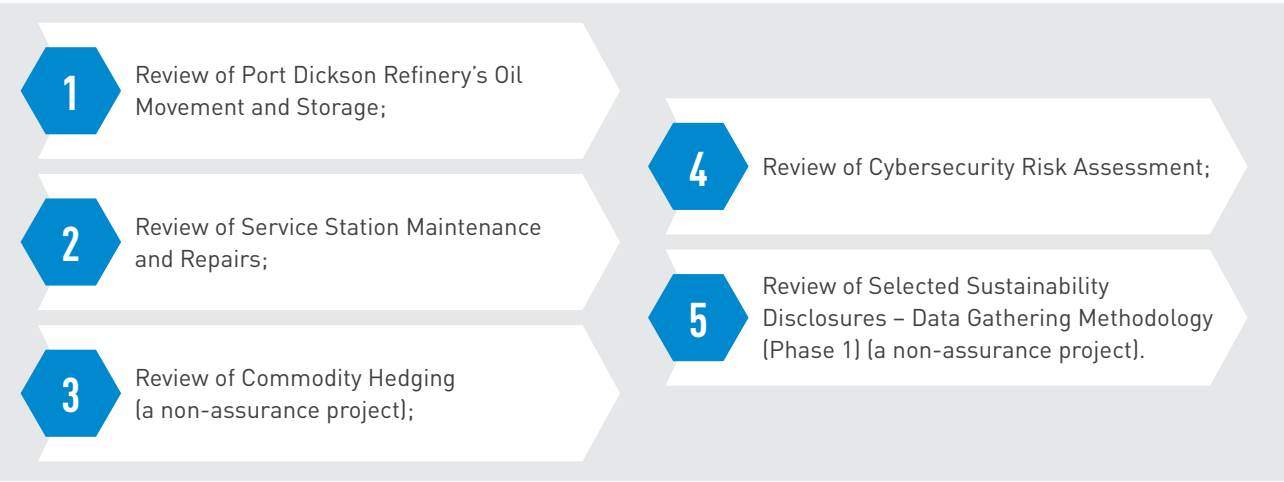 1
Review of Port Dickson Refinery's Oil
Movement and Storage;
2
Review of Service Station Maintenance
and Repairs;
3
Review of Commodity Hedging
(a non-assurance project);
4
Review of Cybersecurity Risk Assessment;
5
Review of Selected Sustainability
Disclosures – Data Gathering Methodology
(Phase 1) (a non-assurance project).